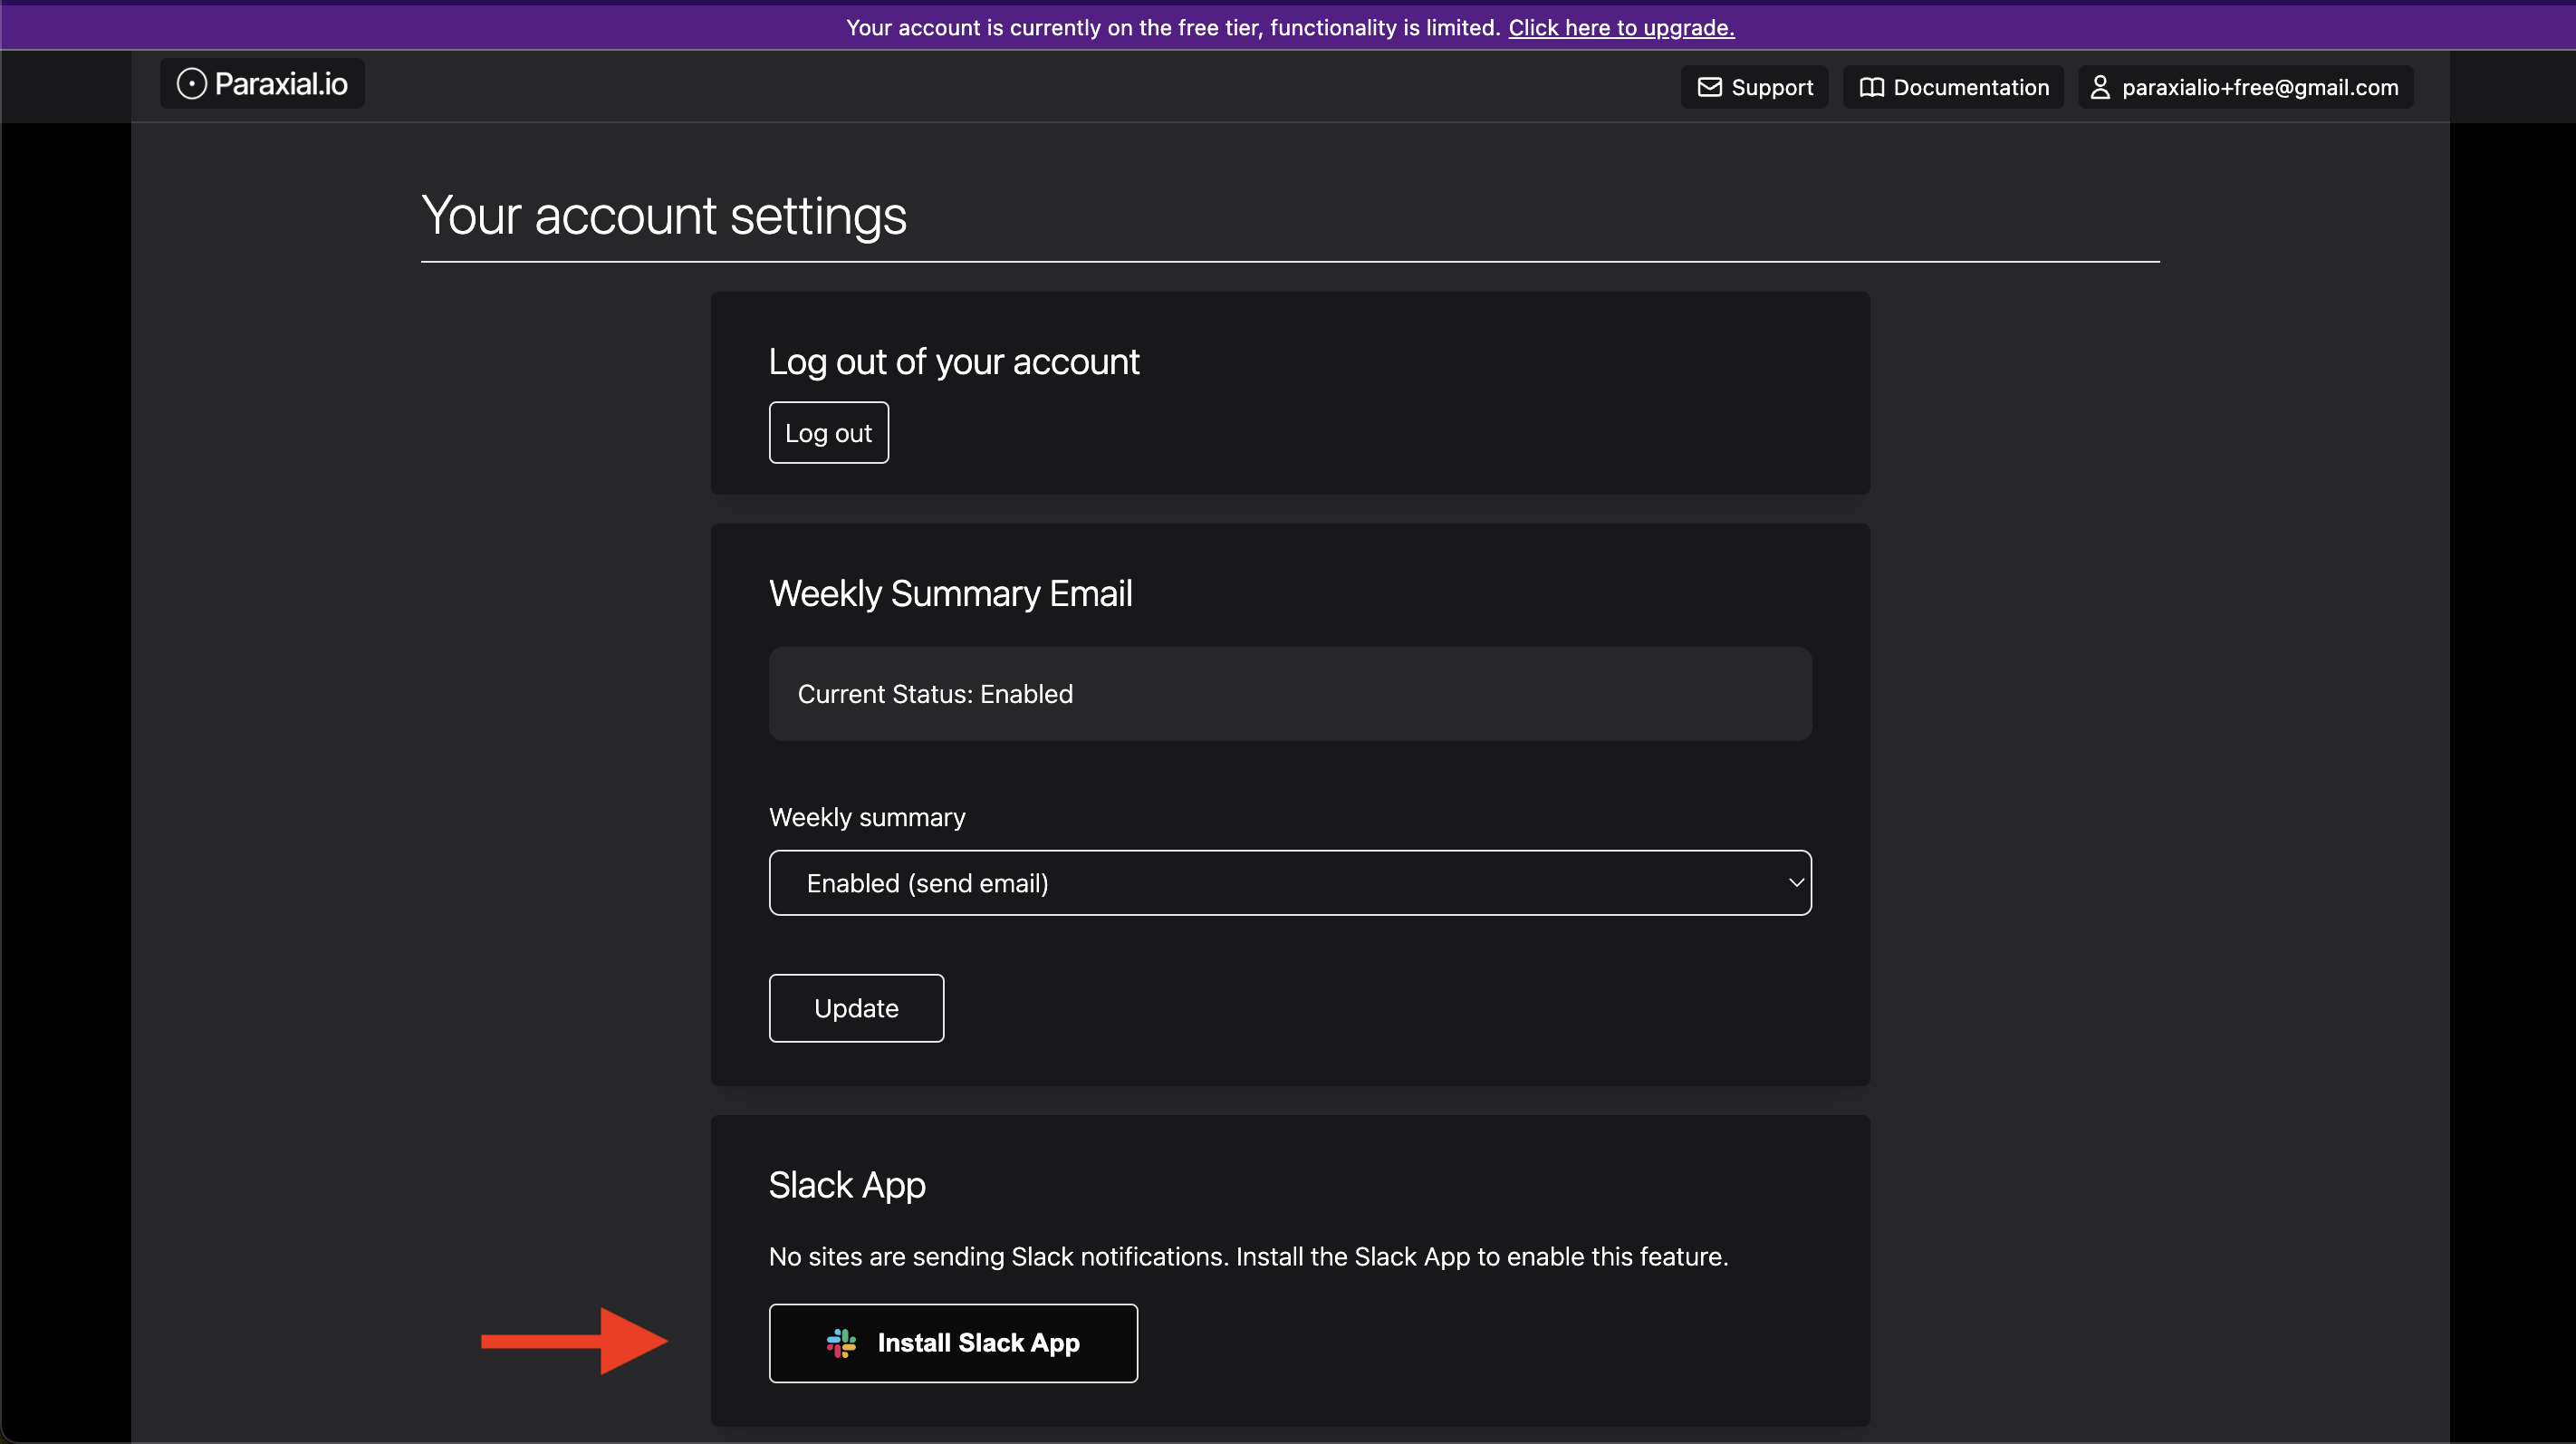 Your account is currently on the free tier, functionality is limited. Click here to upgrade.
Paraxial.io
Support
Documentation
paraxialio+free@gmail.com
Your account settings
Log out of your account
Log out
Weekly Summary Email
Current Status: Enabled
Weekly summary
Enabled (send email)
Update
Slack App
No sites are sending Slack notifications. Install the Slack App to enable this feature.
Install Slack App